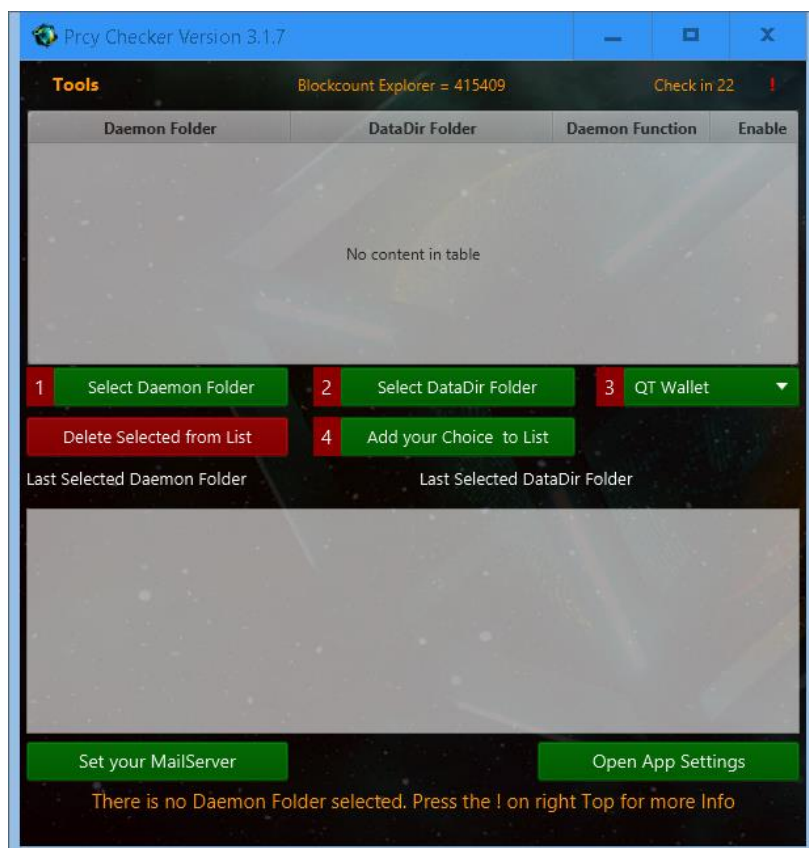 Prcy Checker Version 3.1.7
Tools Blockcount Explorer = 415409 Check in 22 !
Daemon Folder DataDir Folder Daemon Function Enable
No content in table
1 Select Daemon Folder 2 Select DataDir Folder 3 QT Wallet
Delete Selected from List 4 Add your Choice to List
Last Selected Daemon Folder Last Selected DataDir Folder
Set your MailServer Open App Settings
There is no Daemon Folder selected. Press the ! on right Top for more Info